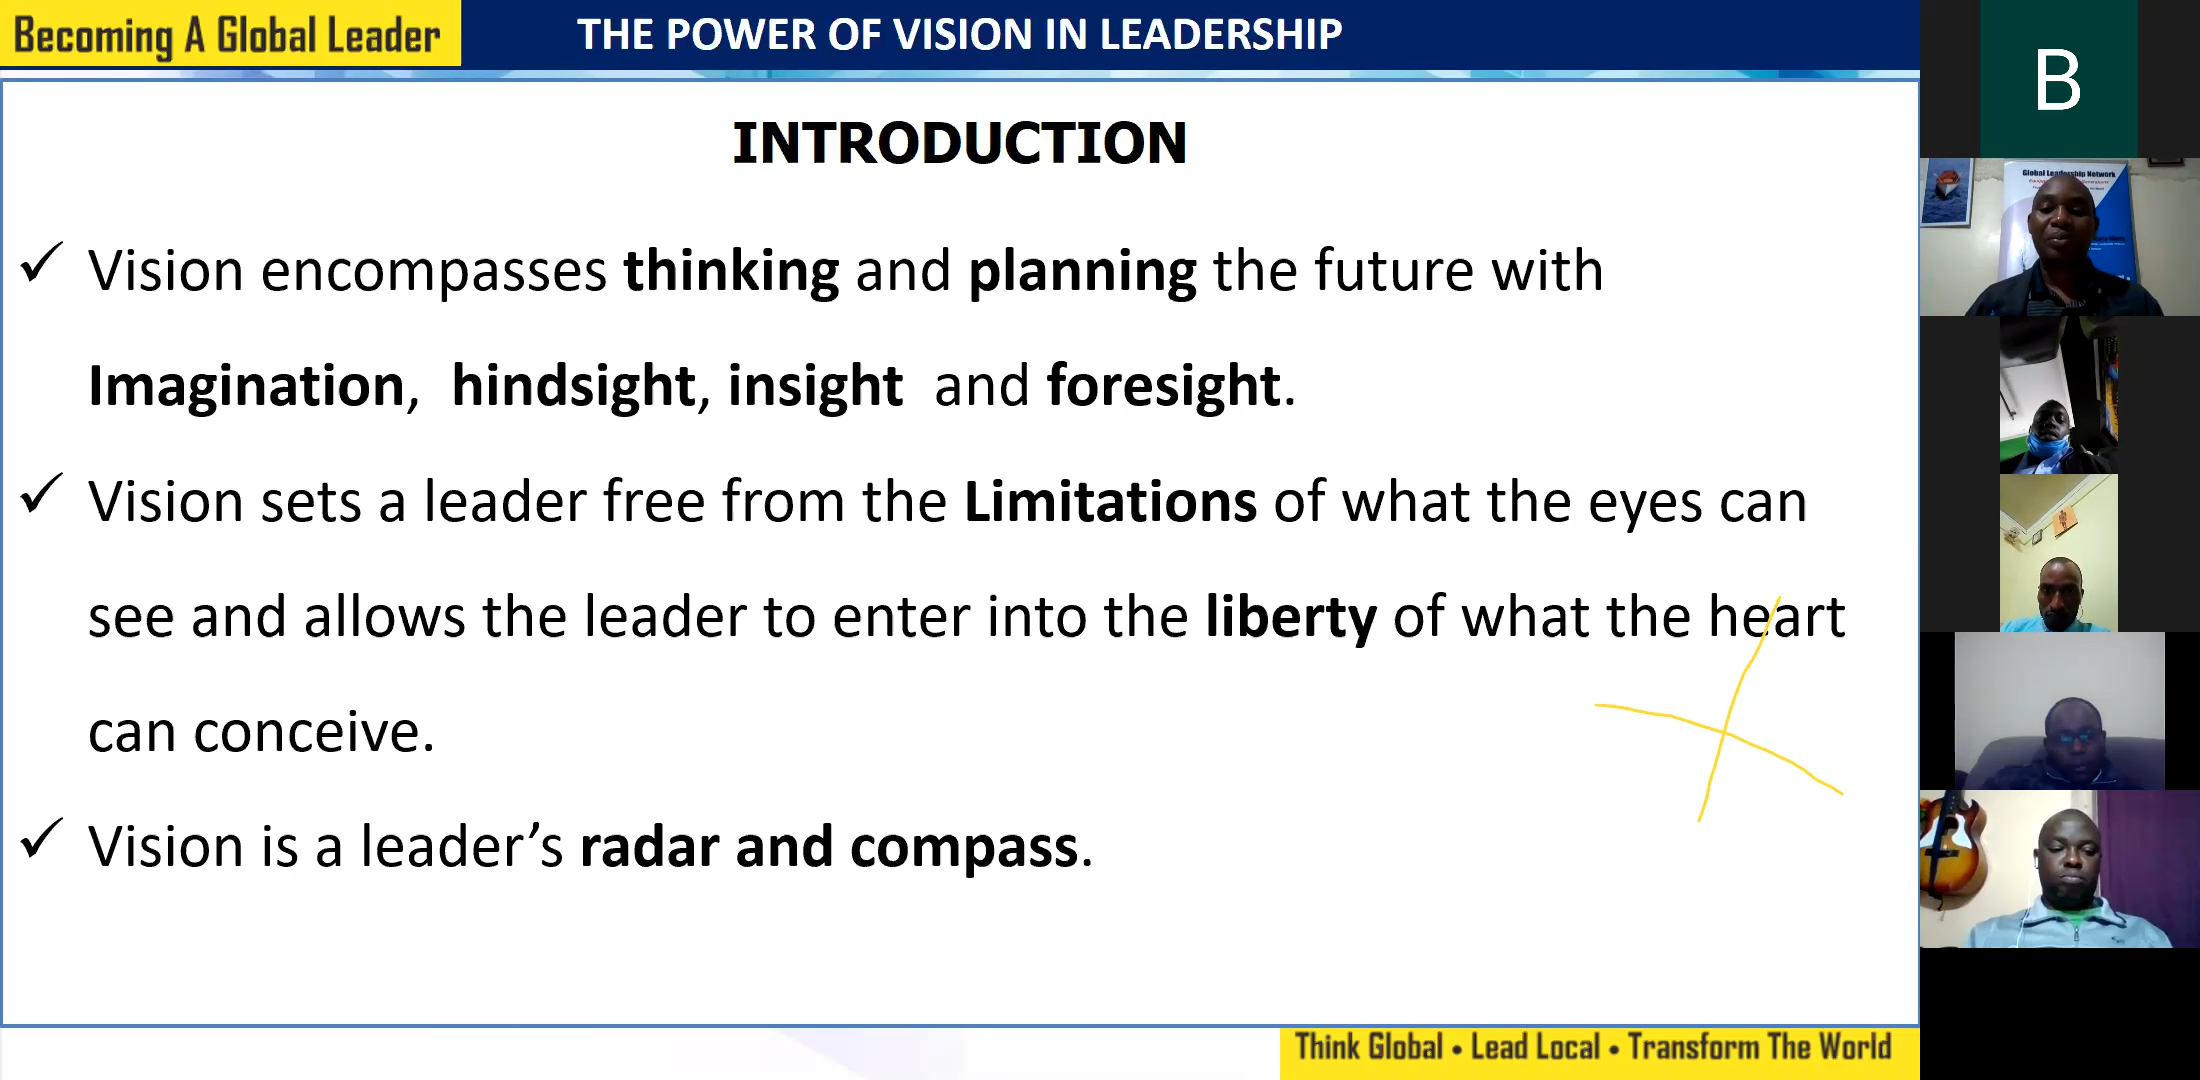 Becoming A Global Leader
THE POWER OF VISION IN LEADERSHIP
INTRODUCTION
✓ Vision encompasses thinking and planning the future with
Imagination, hindsight, insight and foresight.
✓ Vision sets a leader free from the Limitations of what the eyes can
see and allows the leader to enter into the liberty of what the heart
can conceive.
✓ Vision is a leader’s radar and compass.
Think Global • Lead Local • Transform The World
B
Global Leadership Network